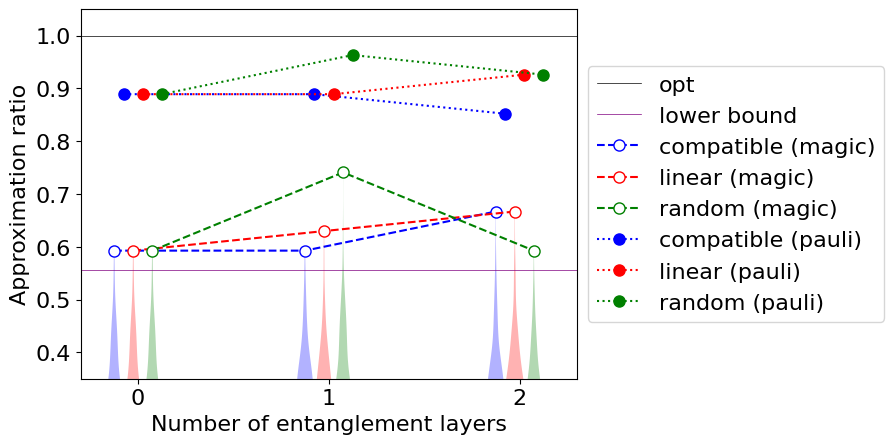 Approximation ratio
1.0
0.9
0.8
0.7
0.6
0.5
0.4
0
1
2
Number of entanglement layers
opt
lower bound
compatible (magic)
linear (magic)
random (magic)
compatible (pauli)
linear (pauli)
random (pauli)